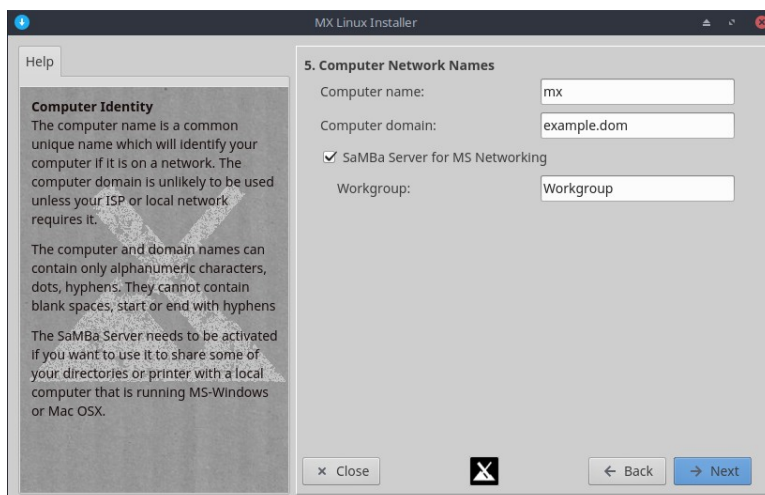 MX Linux Installer
Help
Computer Identity
The computer name is a common
unique name which will identify your
computer if it is on a network. The
computer domain is unlikely to be used
unless your ISP or local network
requires it.
The computer and domain names can
contain only alphanumeric characters,
dots, hyphens. They cannot contain
blank spaces, start or end with hyphens
The SaMBa Server needs to be activated
if you want to use it to share some of
your directories or printer with a local
computer that is running MS-Windows
or Mac OSX.
5. Computer Network Names
Computer name: mx
Computer domain: example.dom
SaMBa Server for MS Networking
Workgroup: Workgroup
Close
Back
Next